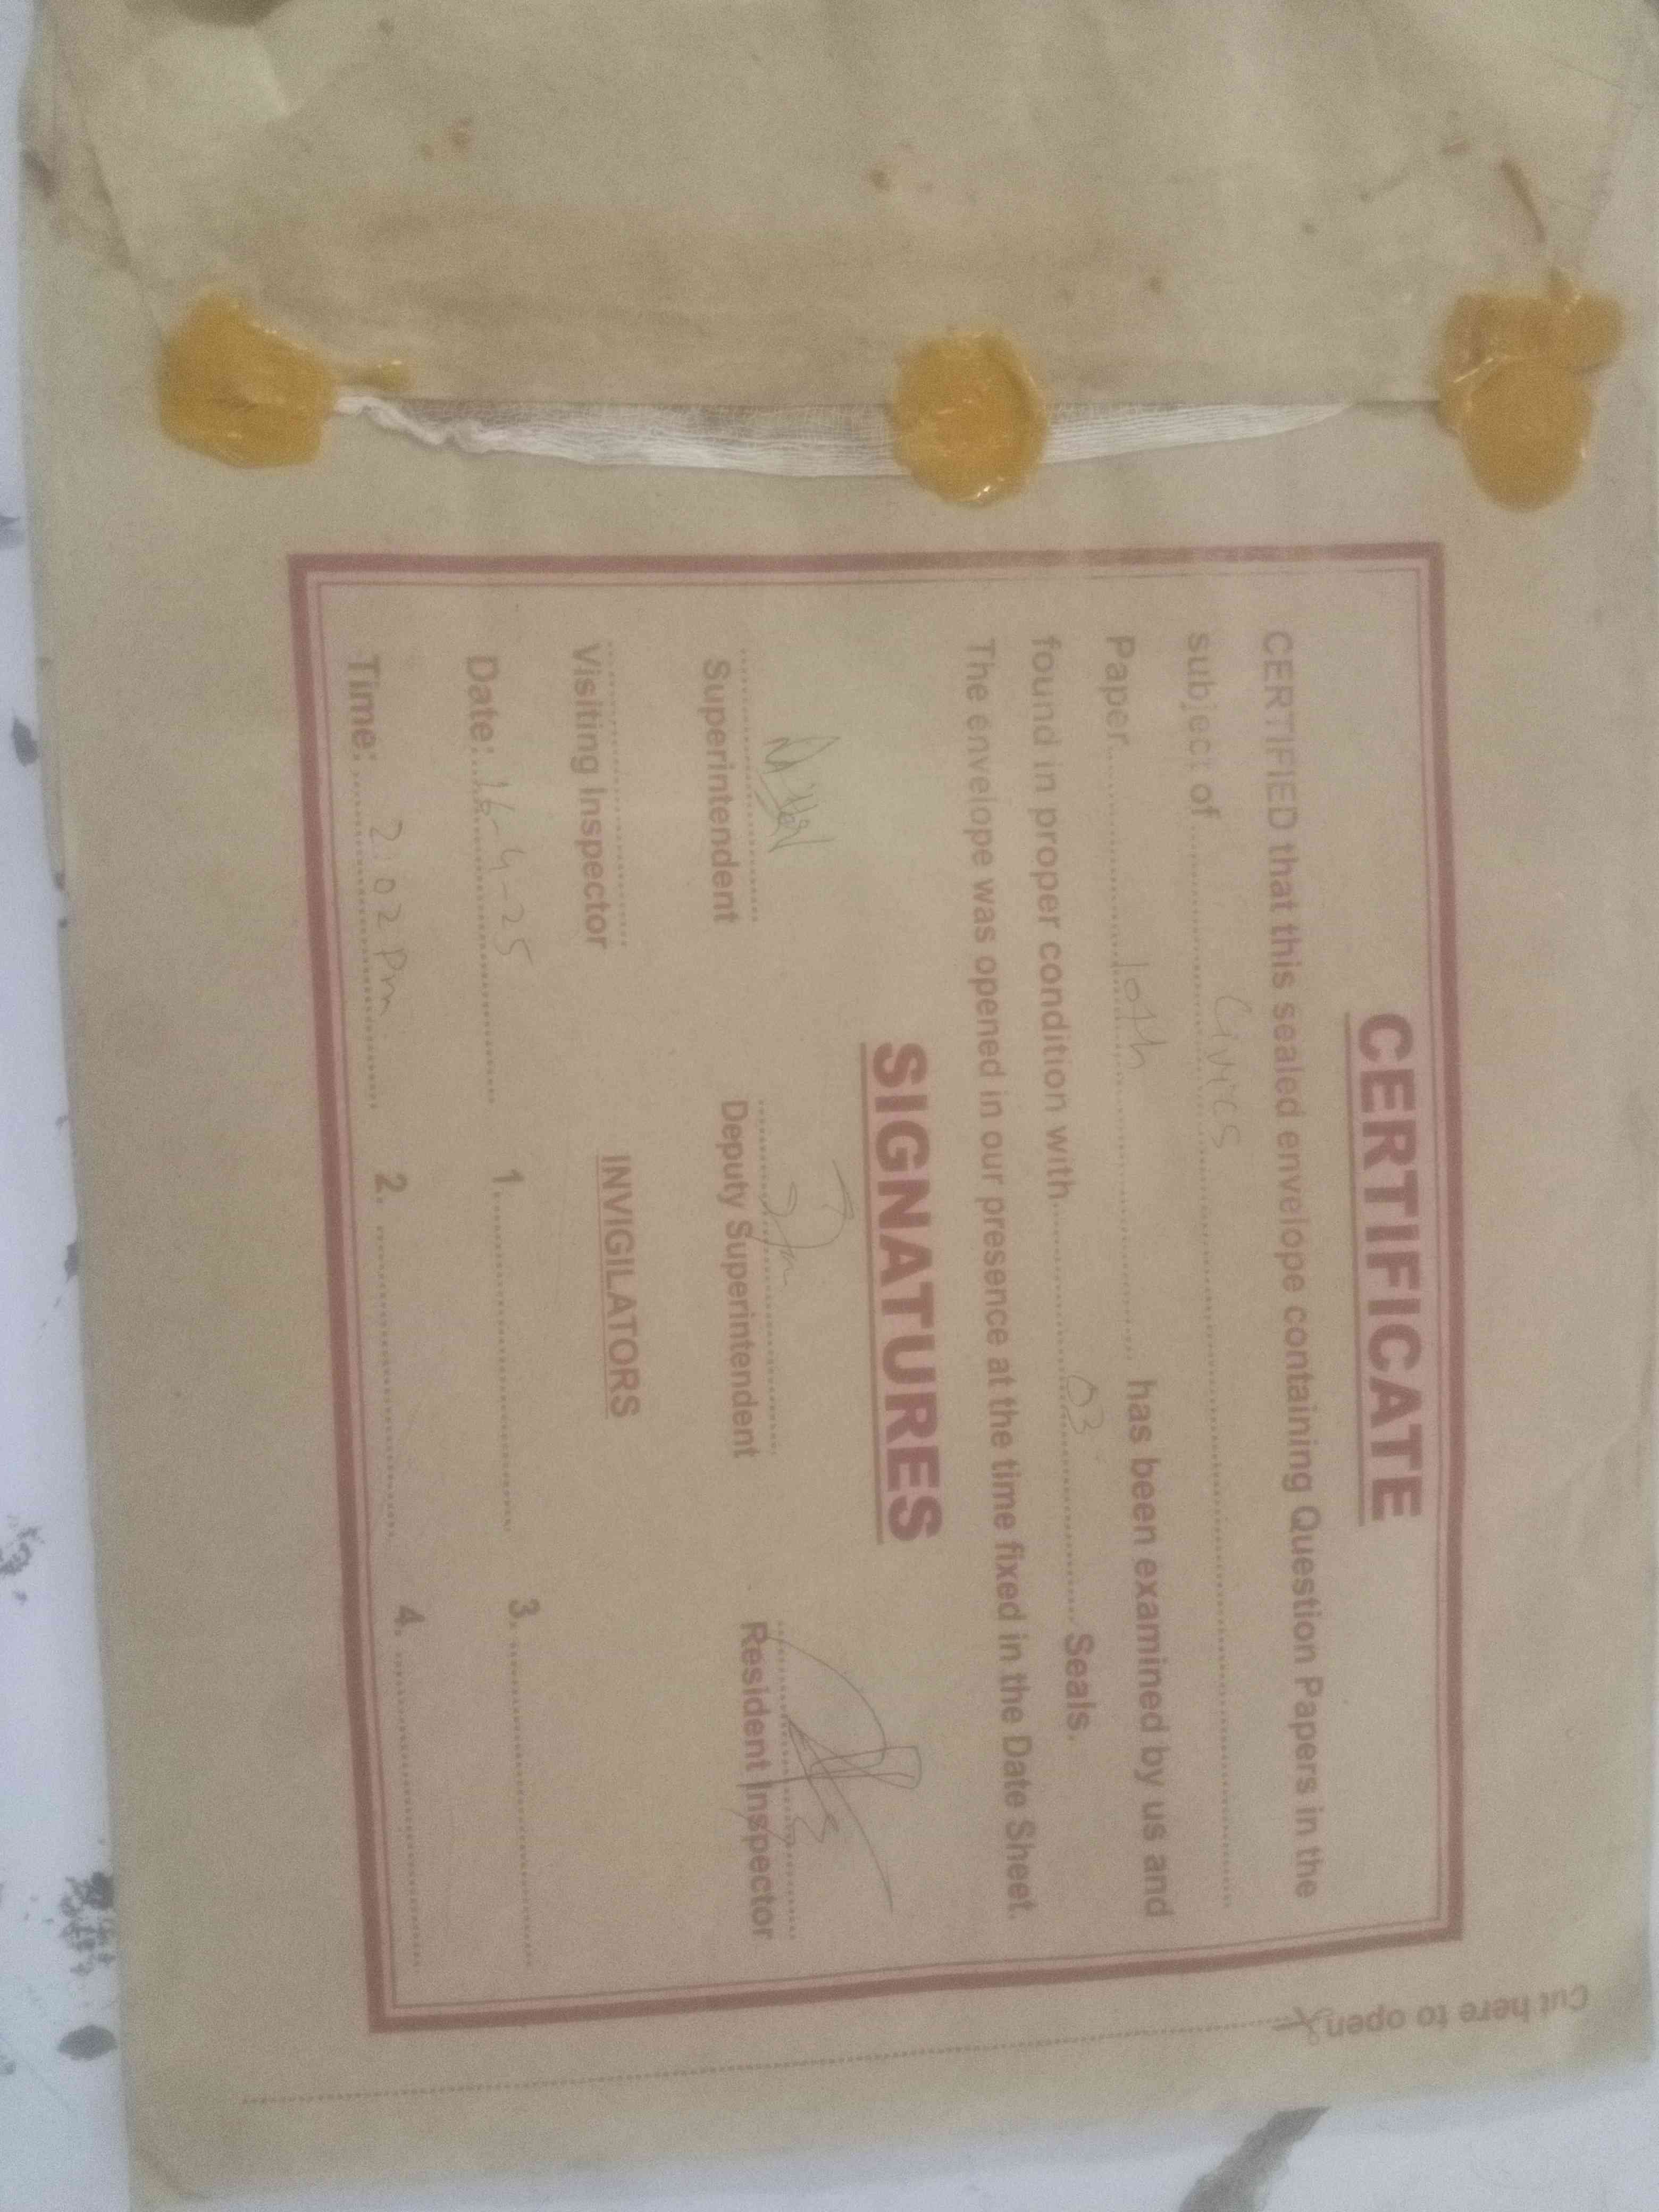 CERTIFICATE
CERTIFIED that this sealed envelope containing Question Papers in the
subject of .......... Civics ..........
Paper .......... 10th .......... has been examined by us and
found in proper condition with .......... 03 .......... Seals.
The envelope was opened in our presence at the time fixed in the Date Sheet.
SIGNATURES
Superintendent Deputy Superintendent Resident Inspector
Visiting Inspector INVIGILATORS
Date: 16-4-25 1. .......... 3. ..........
Time: 2:02 Pm 2. .......... 4. ..........
Cut here to open